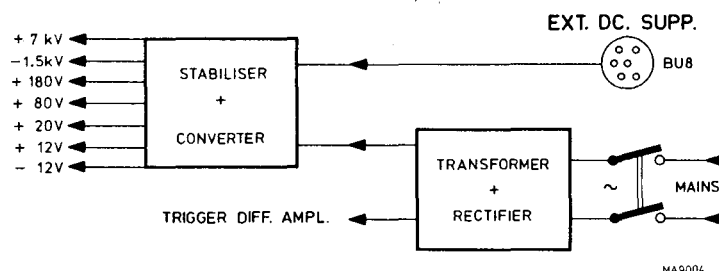 EXT. DC. SUPP.
BU8
+ 7 kV
-1.5kV
+ 180V
+ 80V
+ 20V
+ 12V
- 12V
STABILISER
+
CONVERTER
TRANSFORMER
+
RECTIFIER
~
MAINS
TRIGGER DIFF. AMPL.
MA9004